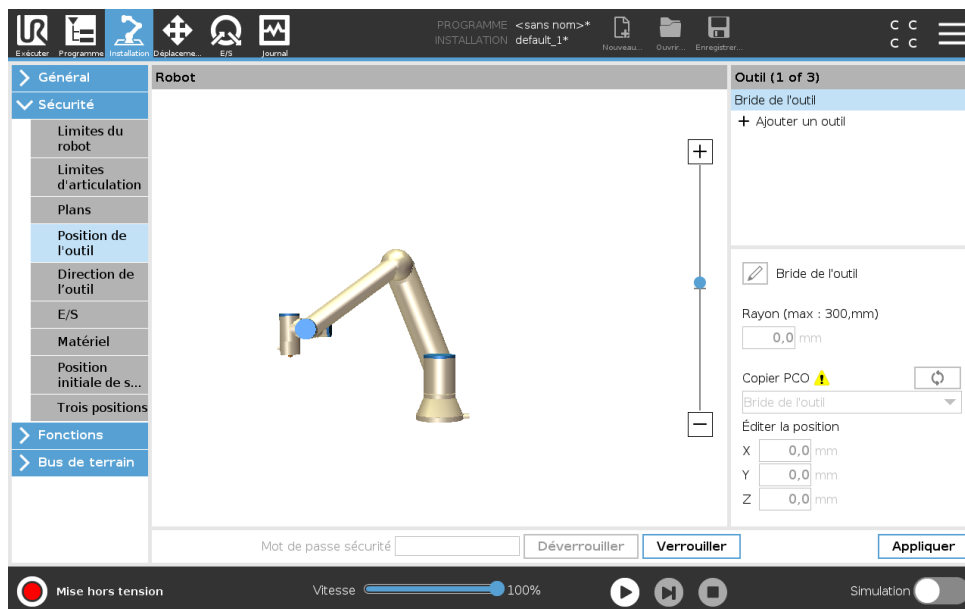 PROGRAMME <sans nom>*
INSTALLATION default_1*
Exécuter Programme Installation Déplaceme... E/S Journal
Nouveau... Ouvrir... Enregistrer...
C C
C C
Général
Sécurité
Limites du
robot
Limites
d'articulation
Plans
Position de
l'outil
Direction de
l'outil
E/S
Matériel
Position
initiale de s...
Trois positions
Fonctions
Bus de terrain
Robot
Outil (1 of 3)
Bride de l'outil
+ Ajouter un outil
Bride de l'outil
Rayon (max : 300,mm)
0,0 mm
Copier PCO
Bride de l'outil
Éditer la position
X 0,0 mm
Y 0,0 mm
Z 0,0 mm
Mot de passe sécurité Déverrouiller Verrouiller Appliquer
Mise hors tension Vitesse 100% Simulation